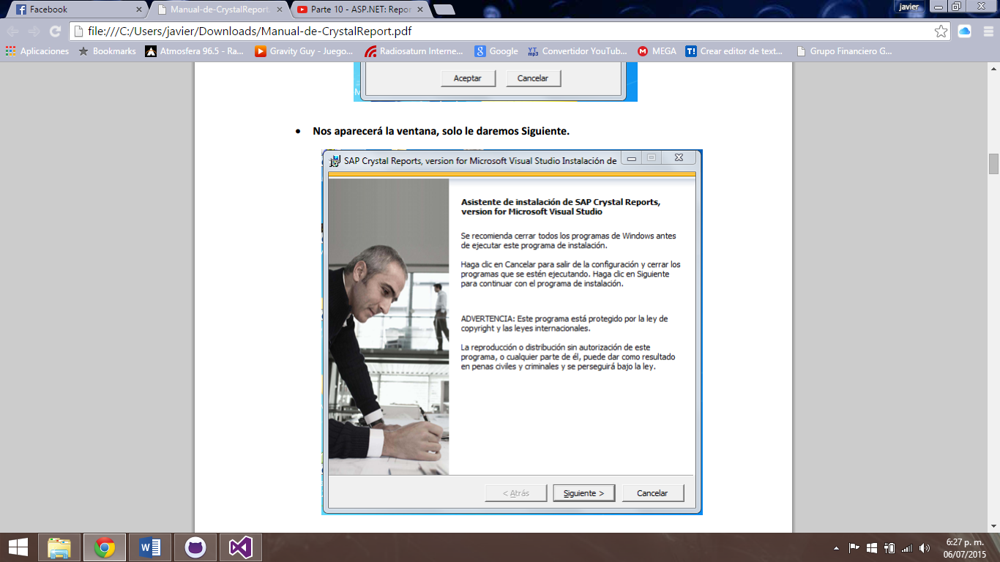 Facebook
Manual-de-CrystalReport.
Parte 10 - ASP.NET: Repor
javier
file:///C:/Users/javier/Downloads/Manual-de-CrystalReport.pdf
Aplicaciones
Bookmarks
Atmosfera 96.5 - Ra...
Gravity Guy - Juego...
Radiosaturn Interne...
Google
YT mp3
Convertidor YouTub...
MEGA
T!
Crear editor de text...
Grupo Financiero G...
Aceptar
Cancelar
• Nos aparecerá la ventana, solo le daremos Siguiente.
SAP Crystal Reports, version for Microsoft Visual Studio Instalación de
Asistente de instalación de SAP Crystal Reports,
version for Microsoft Visual Studio
Se recomienda cerrar todos los programas de Windows antes
de ejecutar este programa de instalación.
Haga clic en Cancelar para salir de la configuración y cerrar los
programas que se estén ejecutando. Haga clic en Siguiente
para continuar con el programa de instalación.
ADVERTENCIA: Este programa está protegido por la ley de
copyright y las leyes internacionales.
La reproducción o distribución sin autorización de este
programa, o cualquier parte de él, puede dar como resultado
en penas civiles y criminales y se perseguirá bajo la ley.
< Atrás
Siguiente >
Cancelar
6:27 p. m.
06/07/2015